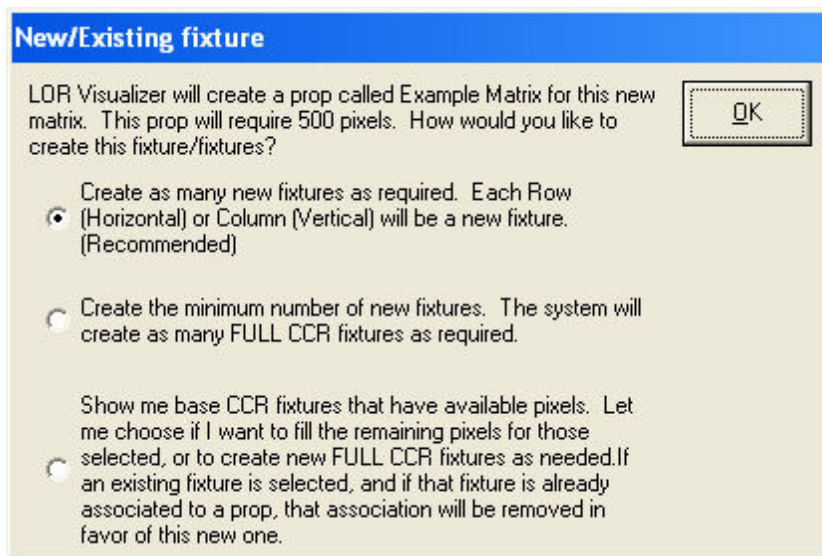 New/Existing fixture
LOR Visualizer will create a prop called Example Matrix for this new
matrix. This prop will require 500 pixels. How would you like to
create this fixture/fixtures?
OK
Create as many new fixtures as required. Each Row
(Horizontal) or Column (Vertical) will be a new fixture.
(Recommended)
Create the minimum number of new fixtures. The system will
create as many FULL CCR fixtures as required.
Show me base CCR fixtures that have available pixels. Let
me choose if I want to fill the remaining pixels for those
selected, or to create new FULL CCR fixtures as needed.If
an existing fixture is selected, and if that fixture is already
associated to a prop, that association will be removed in
favor of this new one.